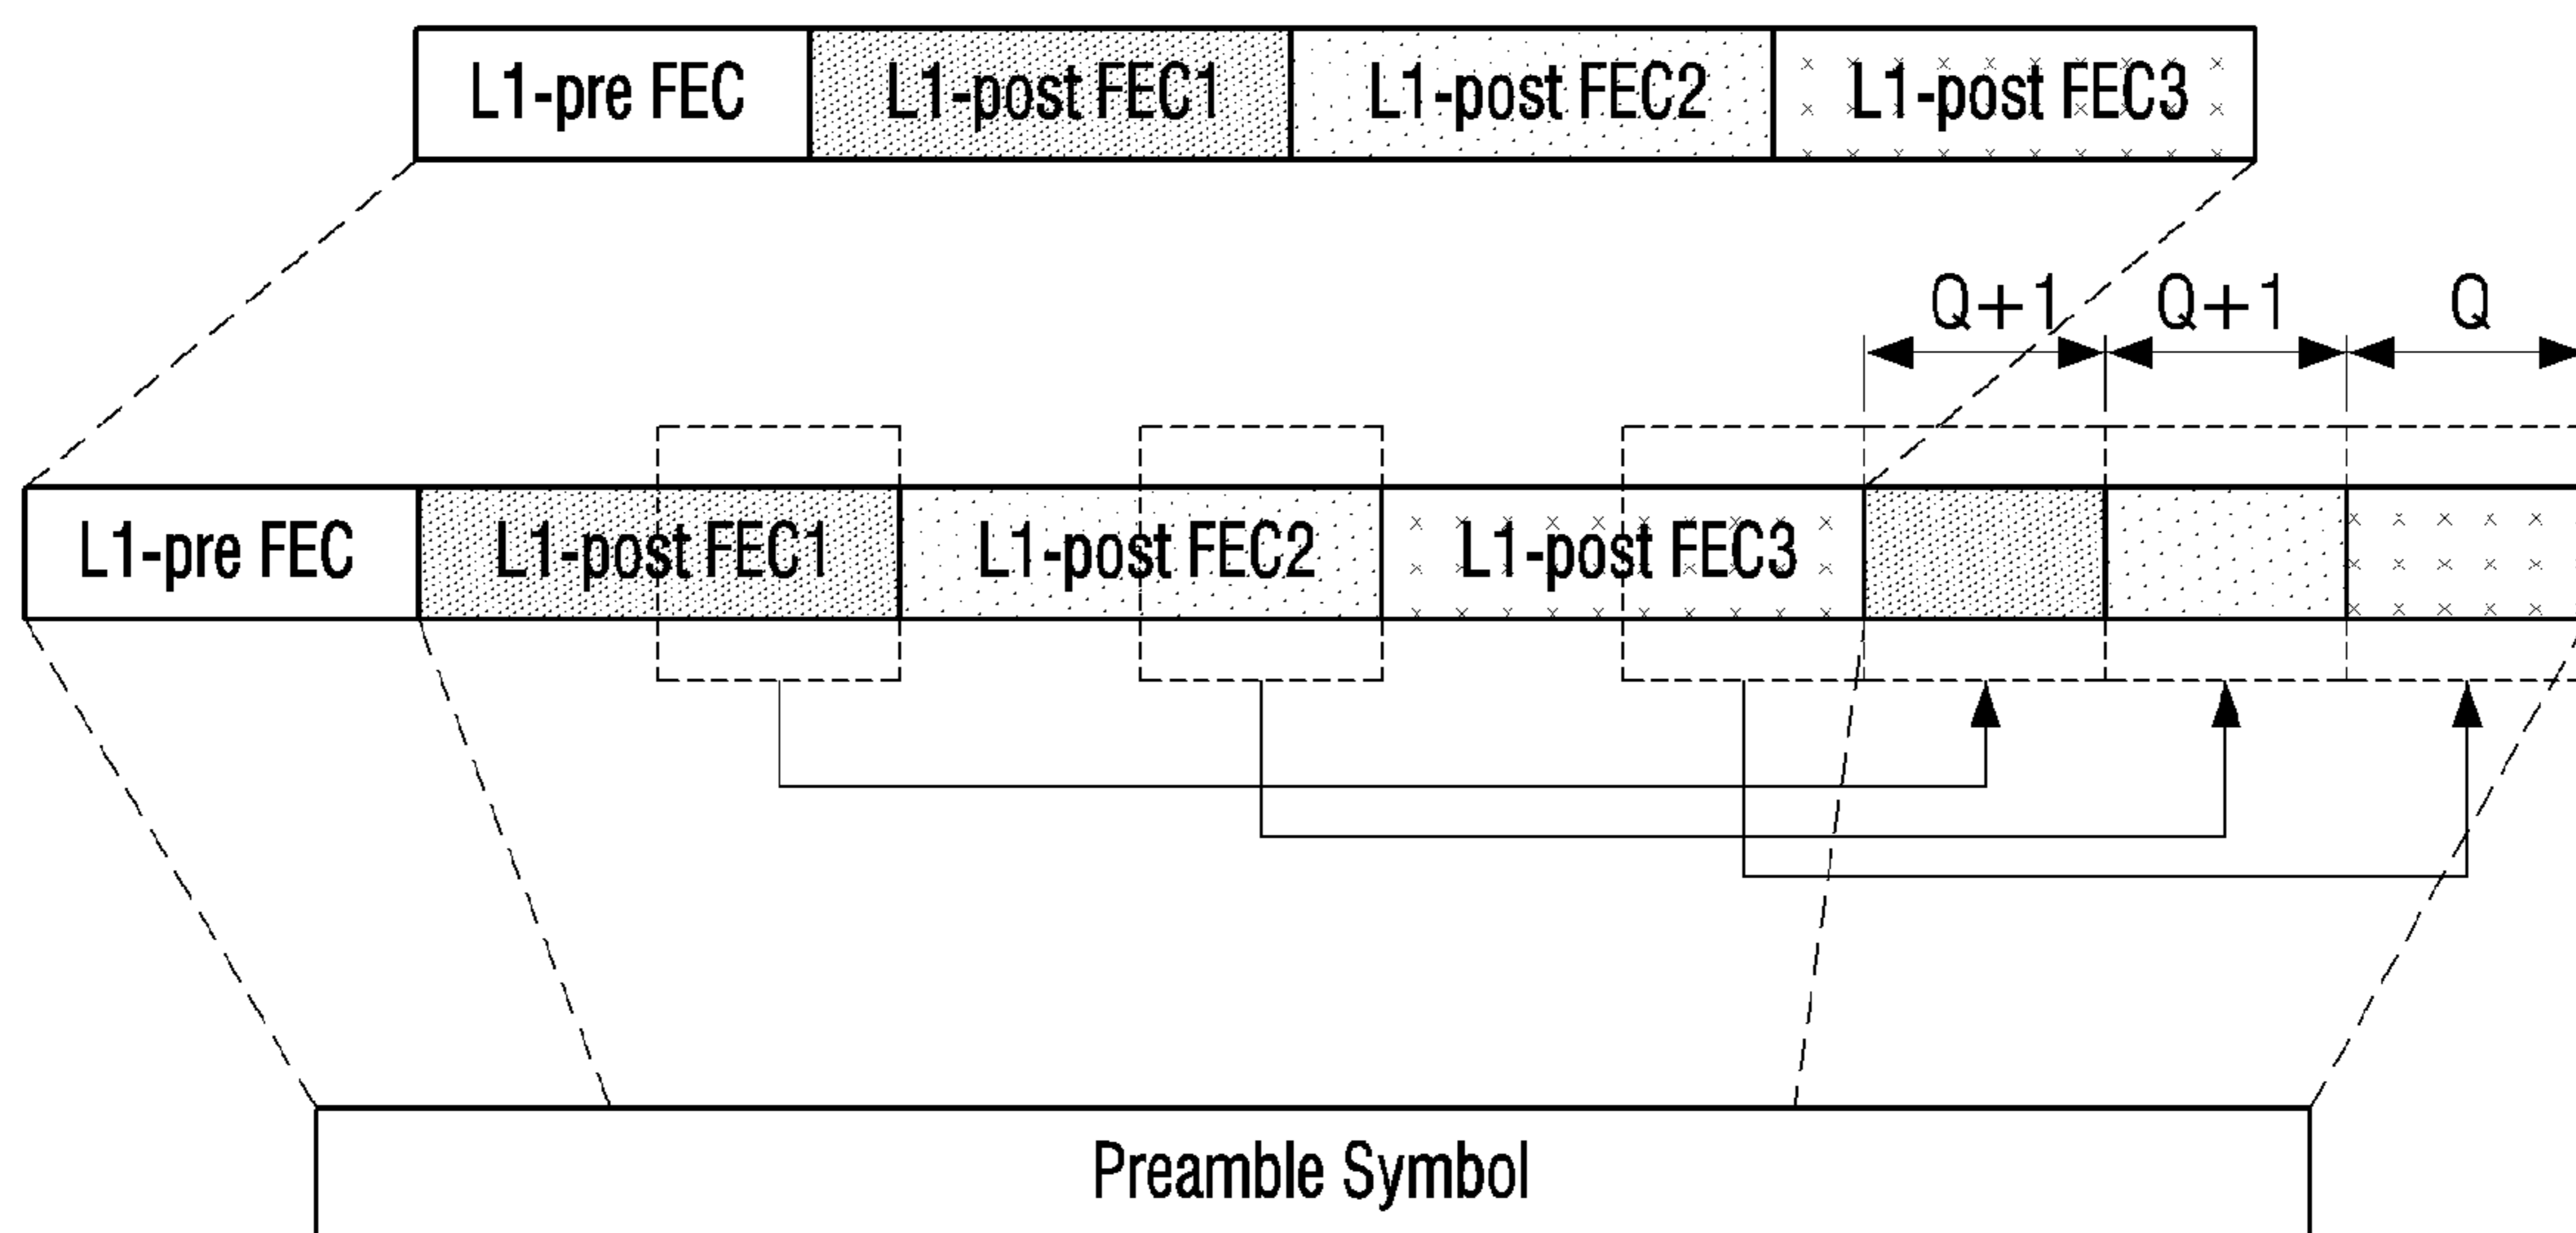 L1-pre FEC L1-post FEC1 L1-post FEC2 L1-post FEC3
Q+1 Q+1 Q
L1-pre FEC L1-post FEC1 L1-post FEC2 L1-post FEC3
Preamble Symbol